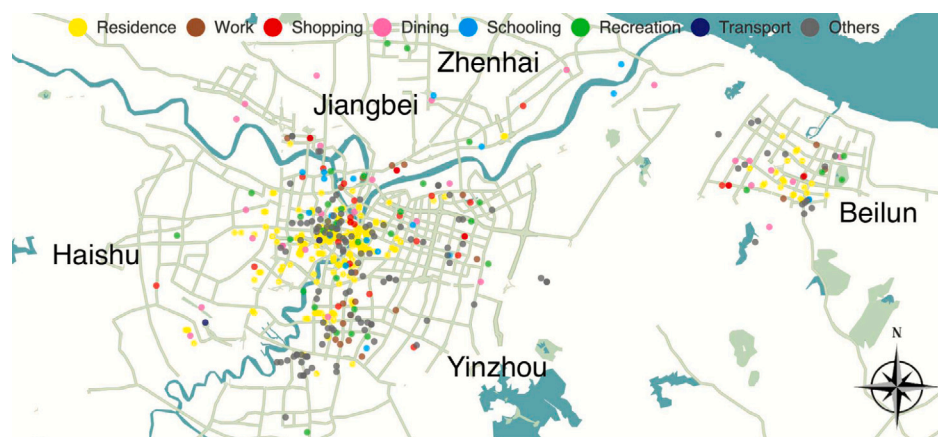 Residence Work Shopping Dining Schooling Recreation Transport Others
Zhenhai
Jiangbei
Beilun
Haishu
Yinzhou
N